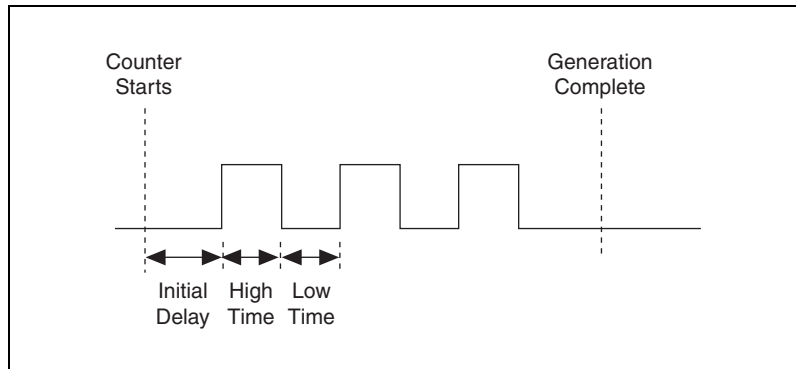 Counter
Starts
Generation
Complete
Initial
Delay
High
Time
Low
Time